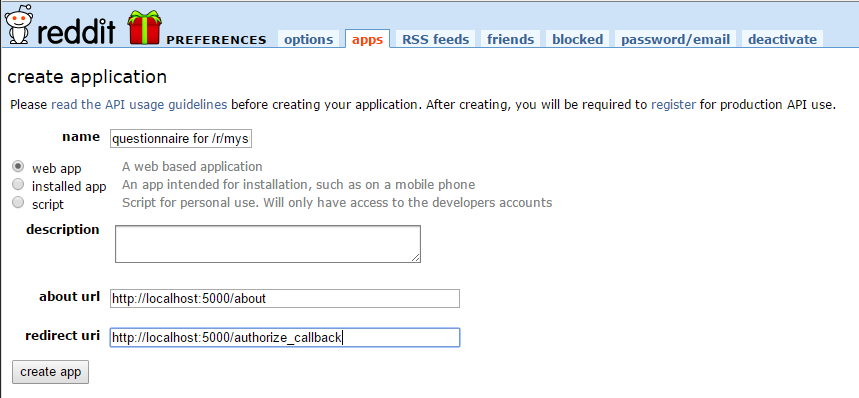 reddit PREFERENCES options apps RSS feeds friends blocked password/email deactivate
create application
Please read the API usage guidelines before creating your application. After creating, you will be required to register for production API use.
name questionnaire for /r/mys
web app A web based application
installed app An app intended for installation, such as on a mobile phone
script Script for personal use. Will only have access to the developers accounts
description
about url http://localhost:5000/about
redirect uri http://localhost:5000/authorize_callback
create app